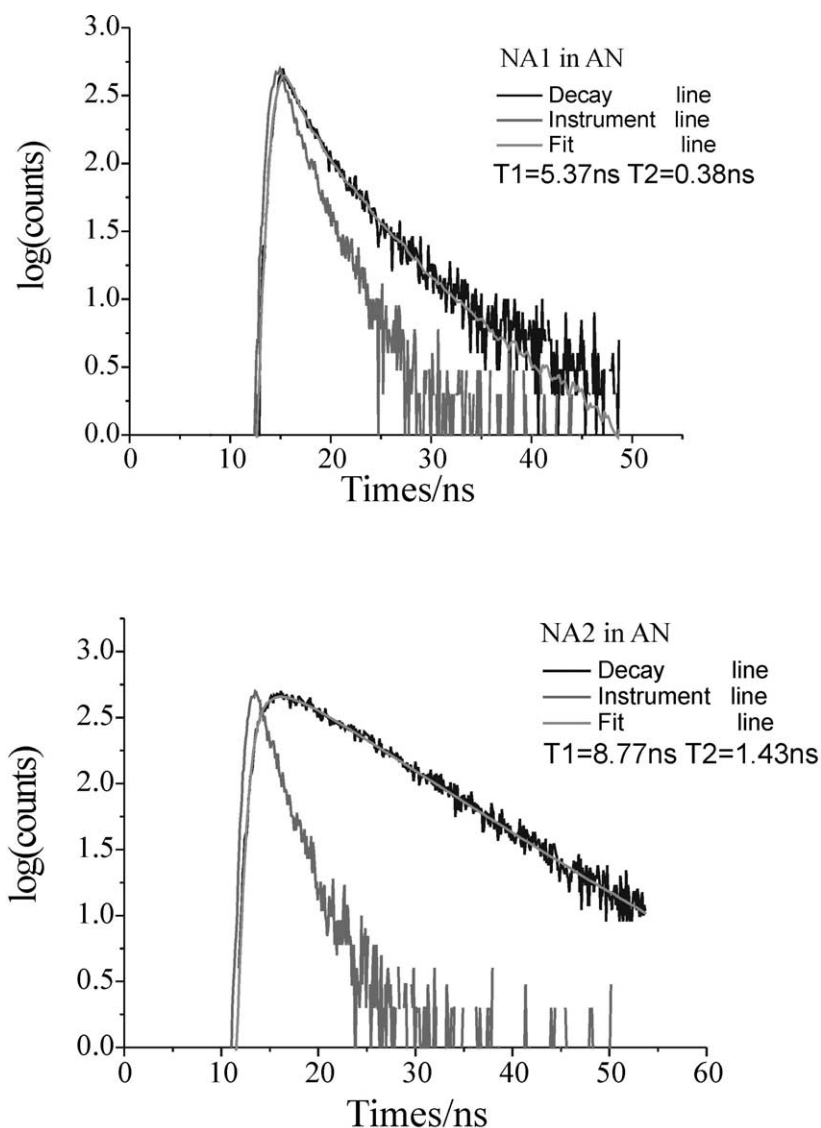 3.0
NA1 in AN
Decay line
Instrument line
Fit line
T1=5.37ns T2=0.38ns
2.5
2.0
1.5
1.0
0.5
0.0
log(counts)
0 10 20 30 40 50
Times/ns
NA2 in AN
Decay line
Instrument line
Fit line
T1=8.77ns T2=1.43ns
3.0
2.5
2.0
1.5
1.0
0.5
0.0
log(counts)
0 10 20 30 40 50 60
Times/ns